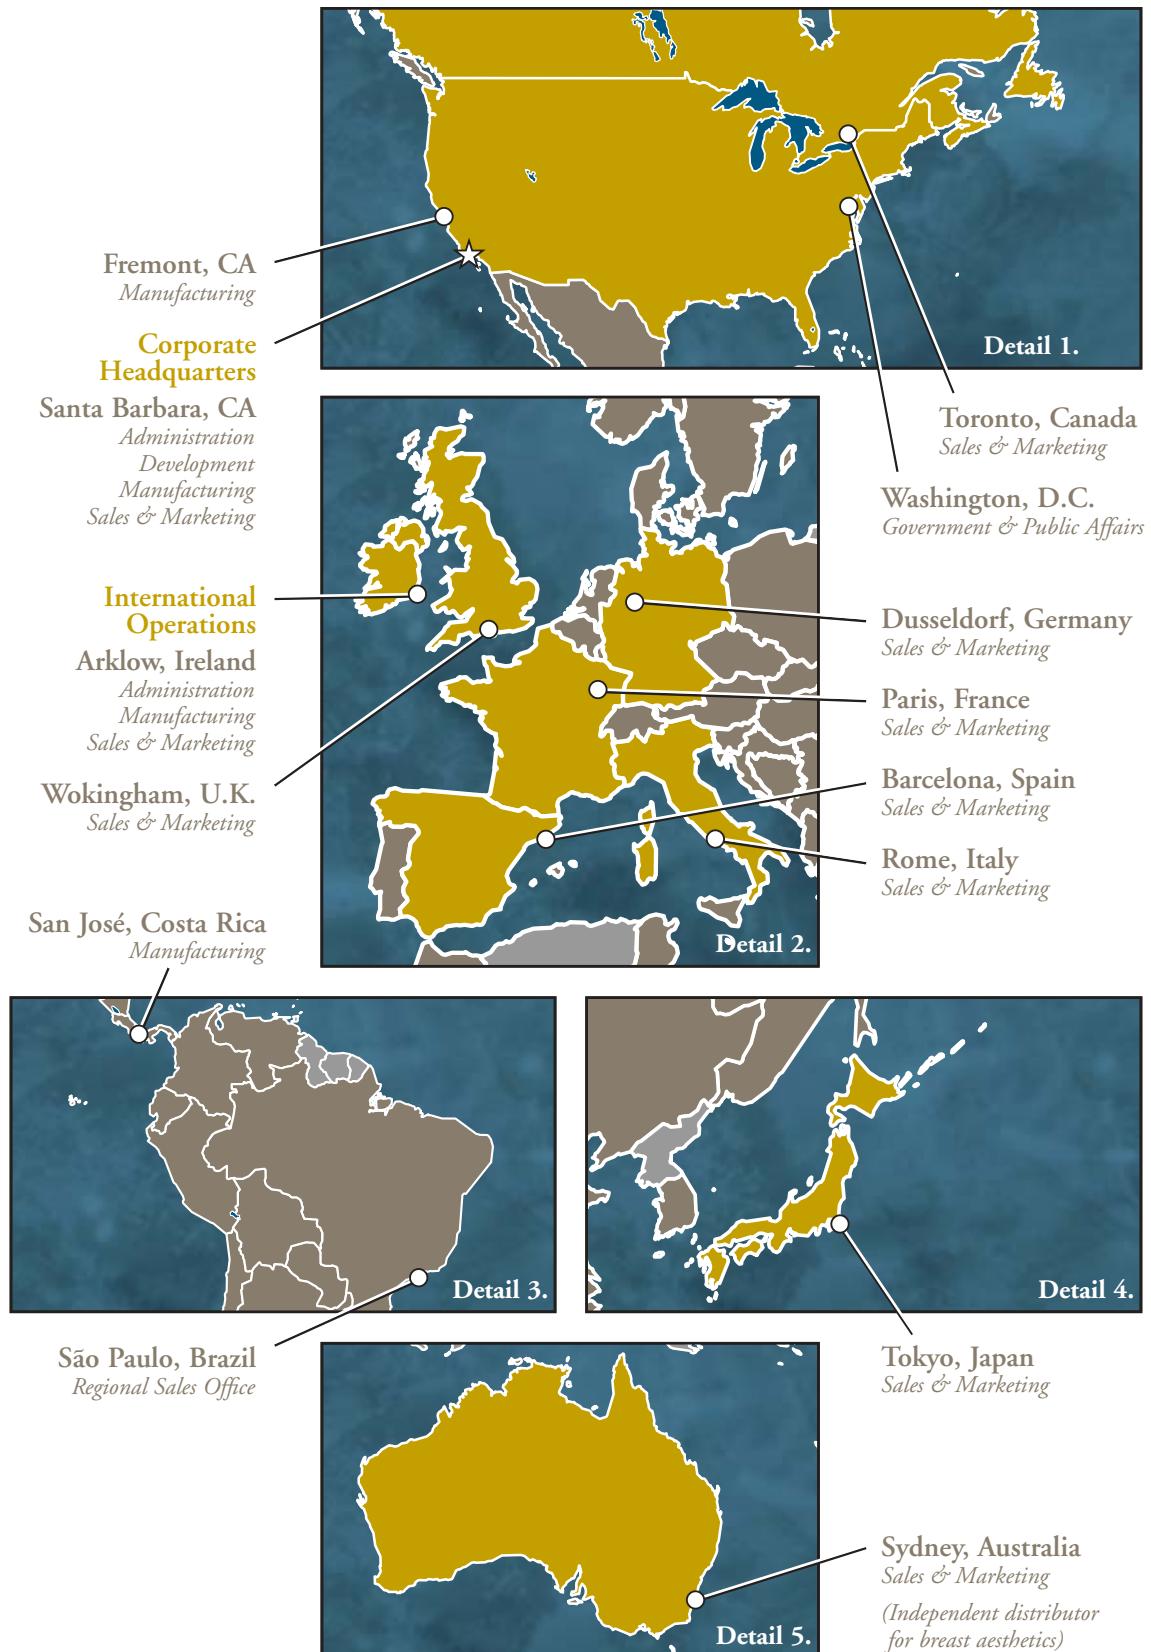 Detail 1.
Fremont, CA
Manufacturing
Corporate
Headquarters
Santa Barbara, CA
Administration
Development
Manufacturing
Sales & Marketing
Toronto, Canada
Sales & Marketing
Washington, D.C.
Government & Public Affairs
International
Operations
Arklow, Ireland
Administration
Manufacturing
Sales & Marketing
Wokingham, U.K.
Sales & Marketing
Dusseldorf, Germany
Sales & Marketing
Paris, France
Sales & Marketing
Barcelona, Spain
Sales & Marketing
Rome, Italy
Sales & Marketing
Detail 2.
San José, Costa Rica
Manufacturing
Detail 3.
Detail 4.
São Paulo, Brazil
Regional Sales Office
Tokyo, Japan
Sales & Marketing
Sydney, Australia
Sales & Marketing
(Independent distributor
for breast aesthetics)
Detail 5.